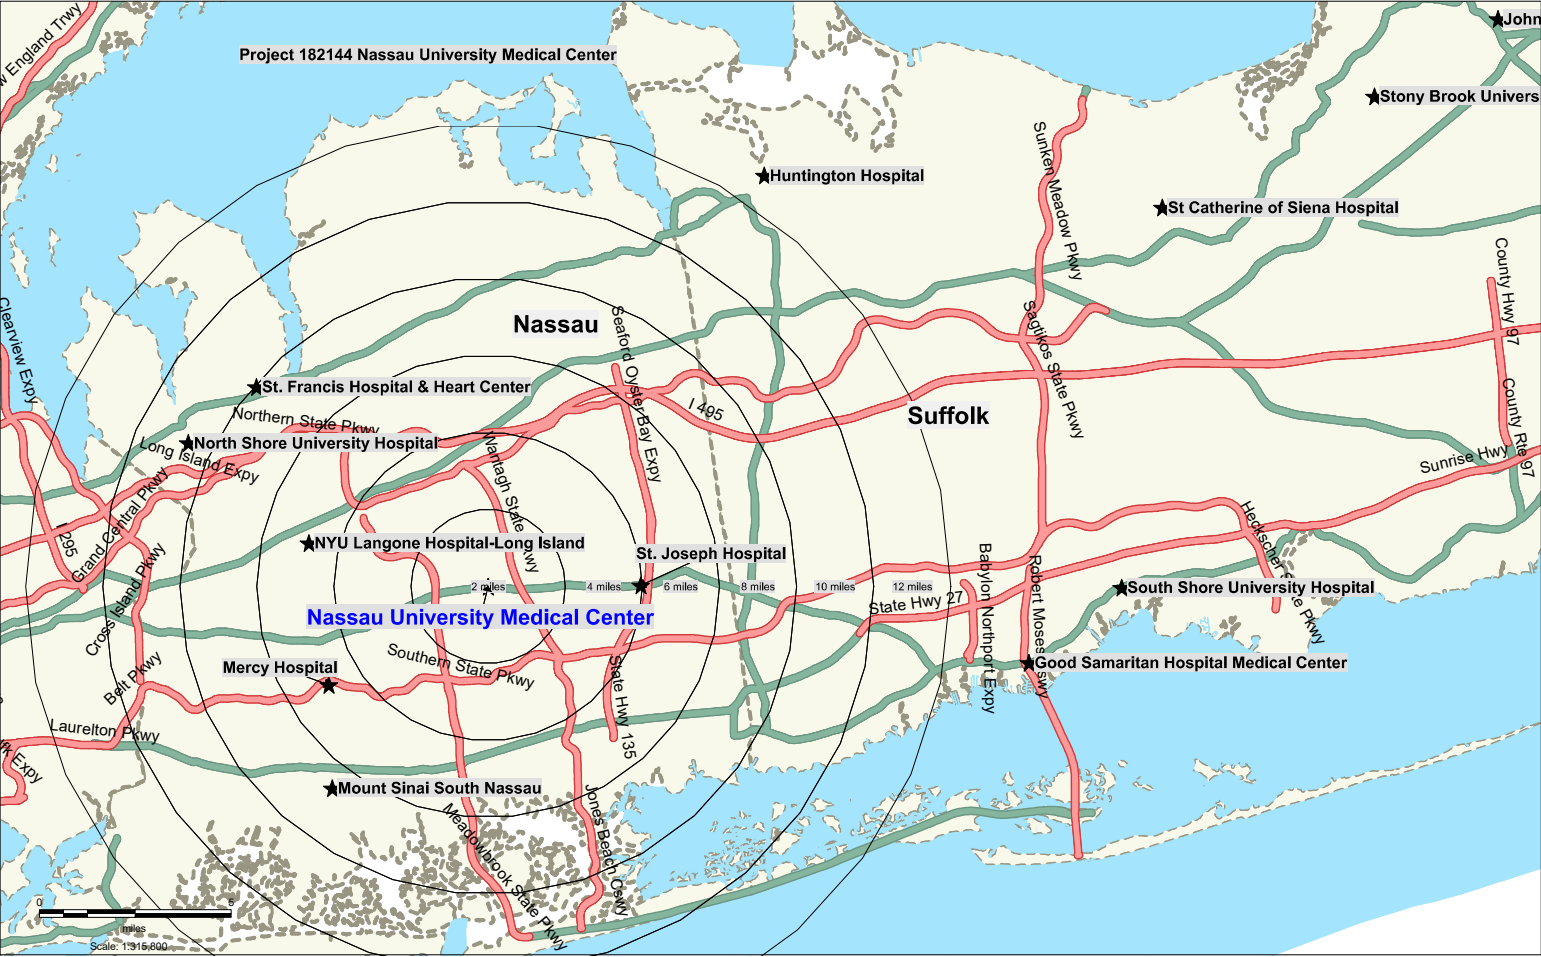 w England Trwy
Project 182144 Nassau University Medical Center
John
Stony Brook Univers
Huntington Hospital
Sunken Meadow Pkwy
St Catherine of Siena Hospital
County Hwy 97
Clearview Expy
Nassau
Seaford Oyster Bay Expy
Sagtikos State Pkwy
St. Francis Hospital & Heart Center
I 495
Suffolk
County Rte 97
Northern State Pkwy
North Shore University Hospital
Long Island Expy
Wantagh State Pkwy
Sunrise Hwy
Grand Central Pkwy
I 295
Heckscher State Pkwy
NYU Langone Hospital-Long Island
St. Joseph Hospital
Cross Island Pkwy
2 miles
4 miles
6 miles
8 miles
10 miles
12 miles
Babylon Northport Expy
Robert Moses Cswy
South Shore University Hospital
State Hwy 27
Nassau University Medical Center
Belt Pkwy
Mercy Hospital
Southern State Pkwy
State Hwy 135
Good Samaritan Hospital Medical Center
Laurelton Pkwy
fk Expy
Mount Sinai South Nassau
Meadowbrook State Pkwy
Jones Beach Cswy
0
5
miles
Scale: 1:315,800